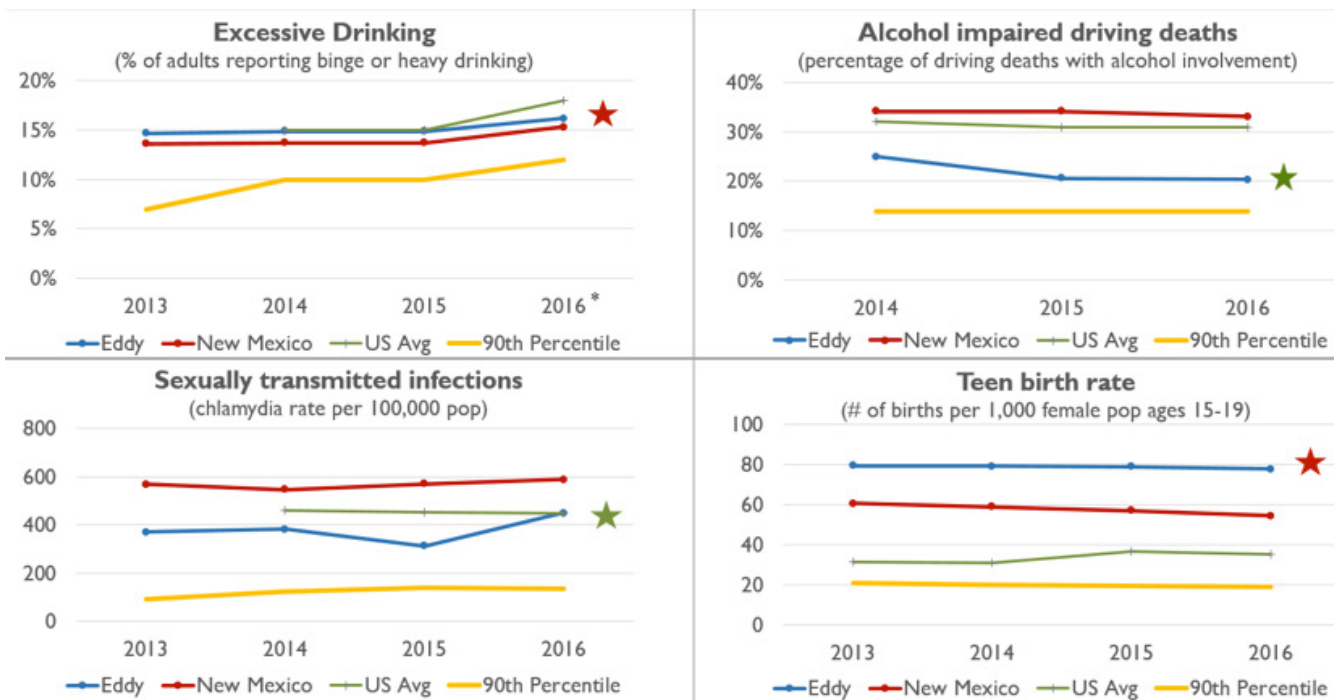 Excessive Drinking
(% of adults reporting binge or heavy drinking)
20%
15%
10%
5%
0%
2013 2014 2015 2016 *
Eddy New Mexico US Avg 90th Percentile
Alcohol impaired driving deaths
(percentage of driving deaths with alcohol involvement)
40%
30%
20%
10%
0%
2014 2015 2016
Eddy New Mexico US Avg 90th Percentile
Sexually transmitted infections
(chlamydia rate per 100,000 pop)
800
600
400
200
0
2013 2014 2015 2016
Eddy New Mexico US Avg 90th Percentile
Teen birth rate
(# of births per 1,000 female pop ages 15-19)
100
80
60
40
20
0
2013 2014 2015 2016
Eddy New Mexico US Avg 90th Percentile